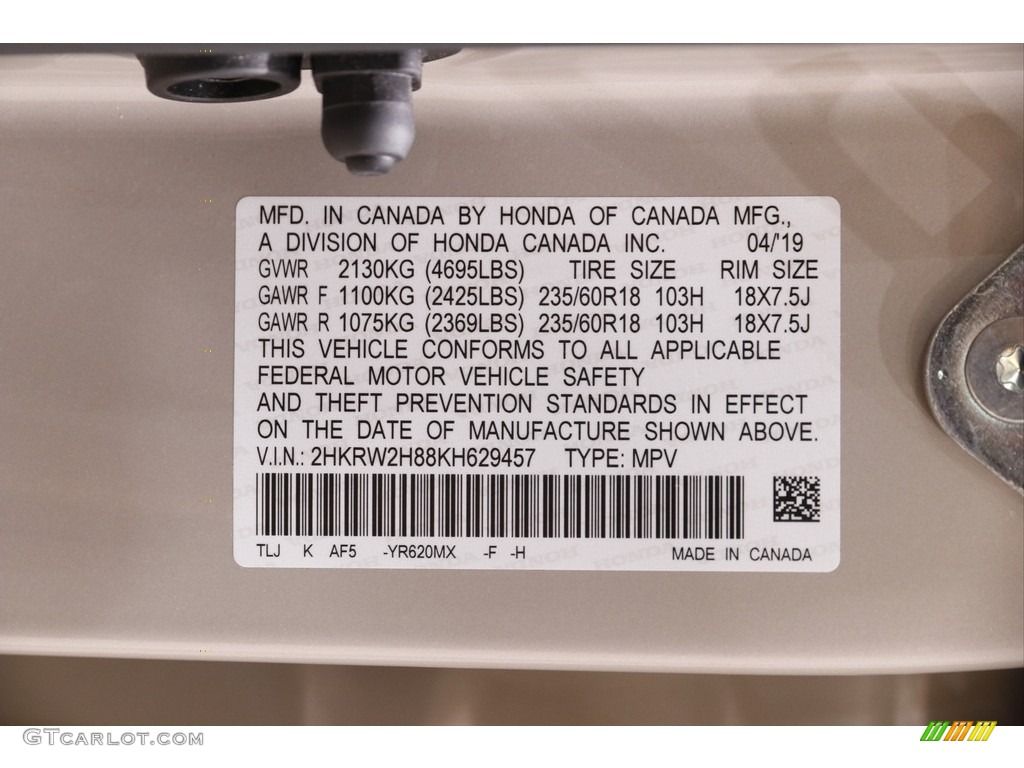 MFD. IN CANADA BY HONDA OF CANADA MFG.,
A DIVISION OF HONDA CANADA INC. 04/'19
GVWR 2130KG (4695LBS) TIRE SIZE RIM SIZE
GAWR F 1100KG (2425LBS) 235/60R18 103H 18X7.5J
GAWR R 1075KG (2369LBS) 235/60R18 103H 18X7.5J
THIS VEHICLE CONFORMS TO ALL APPLICABLE
FEDERAL MOTOR VEHICLE SAFETY
AND THEFT PREVENTION STANDARDS IN EFFECT
ON THE DATE OF MANUFACTURE SHOWN ABOVE.
V.I.N.: 2HKRW2H88KH629457 TYPE: MPV
TLJ K AF5 -YR620MX -F -H MADE IN CANADA
GTCarlot.com